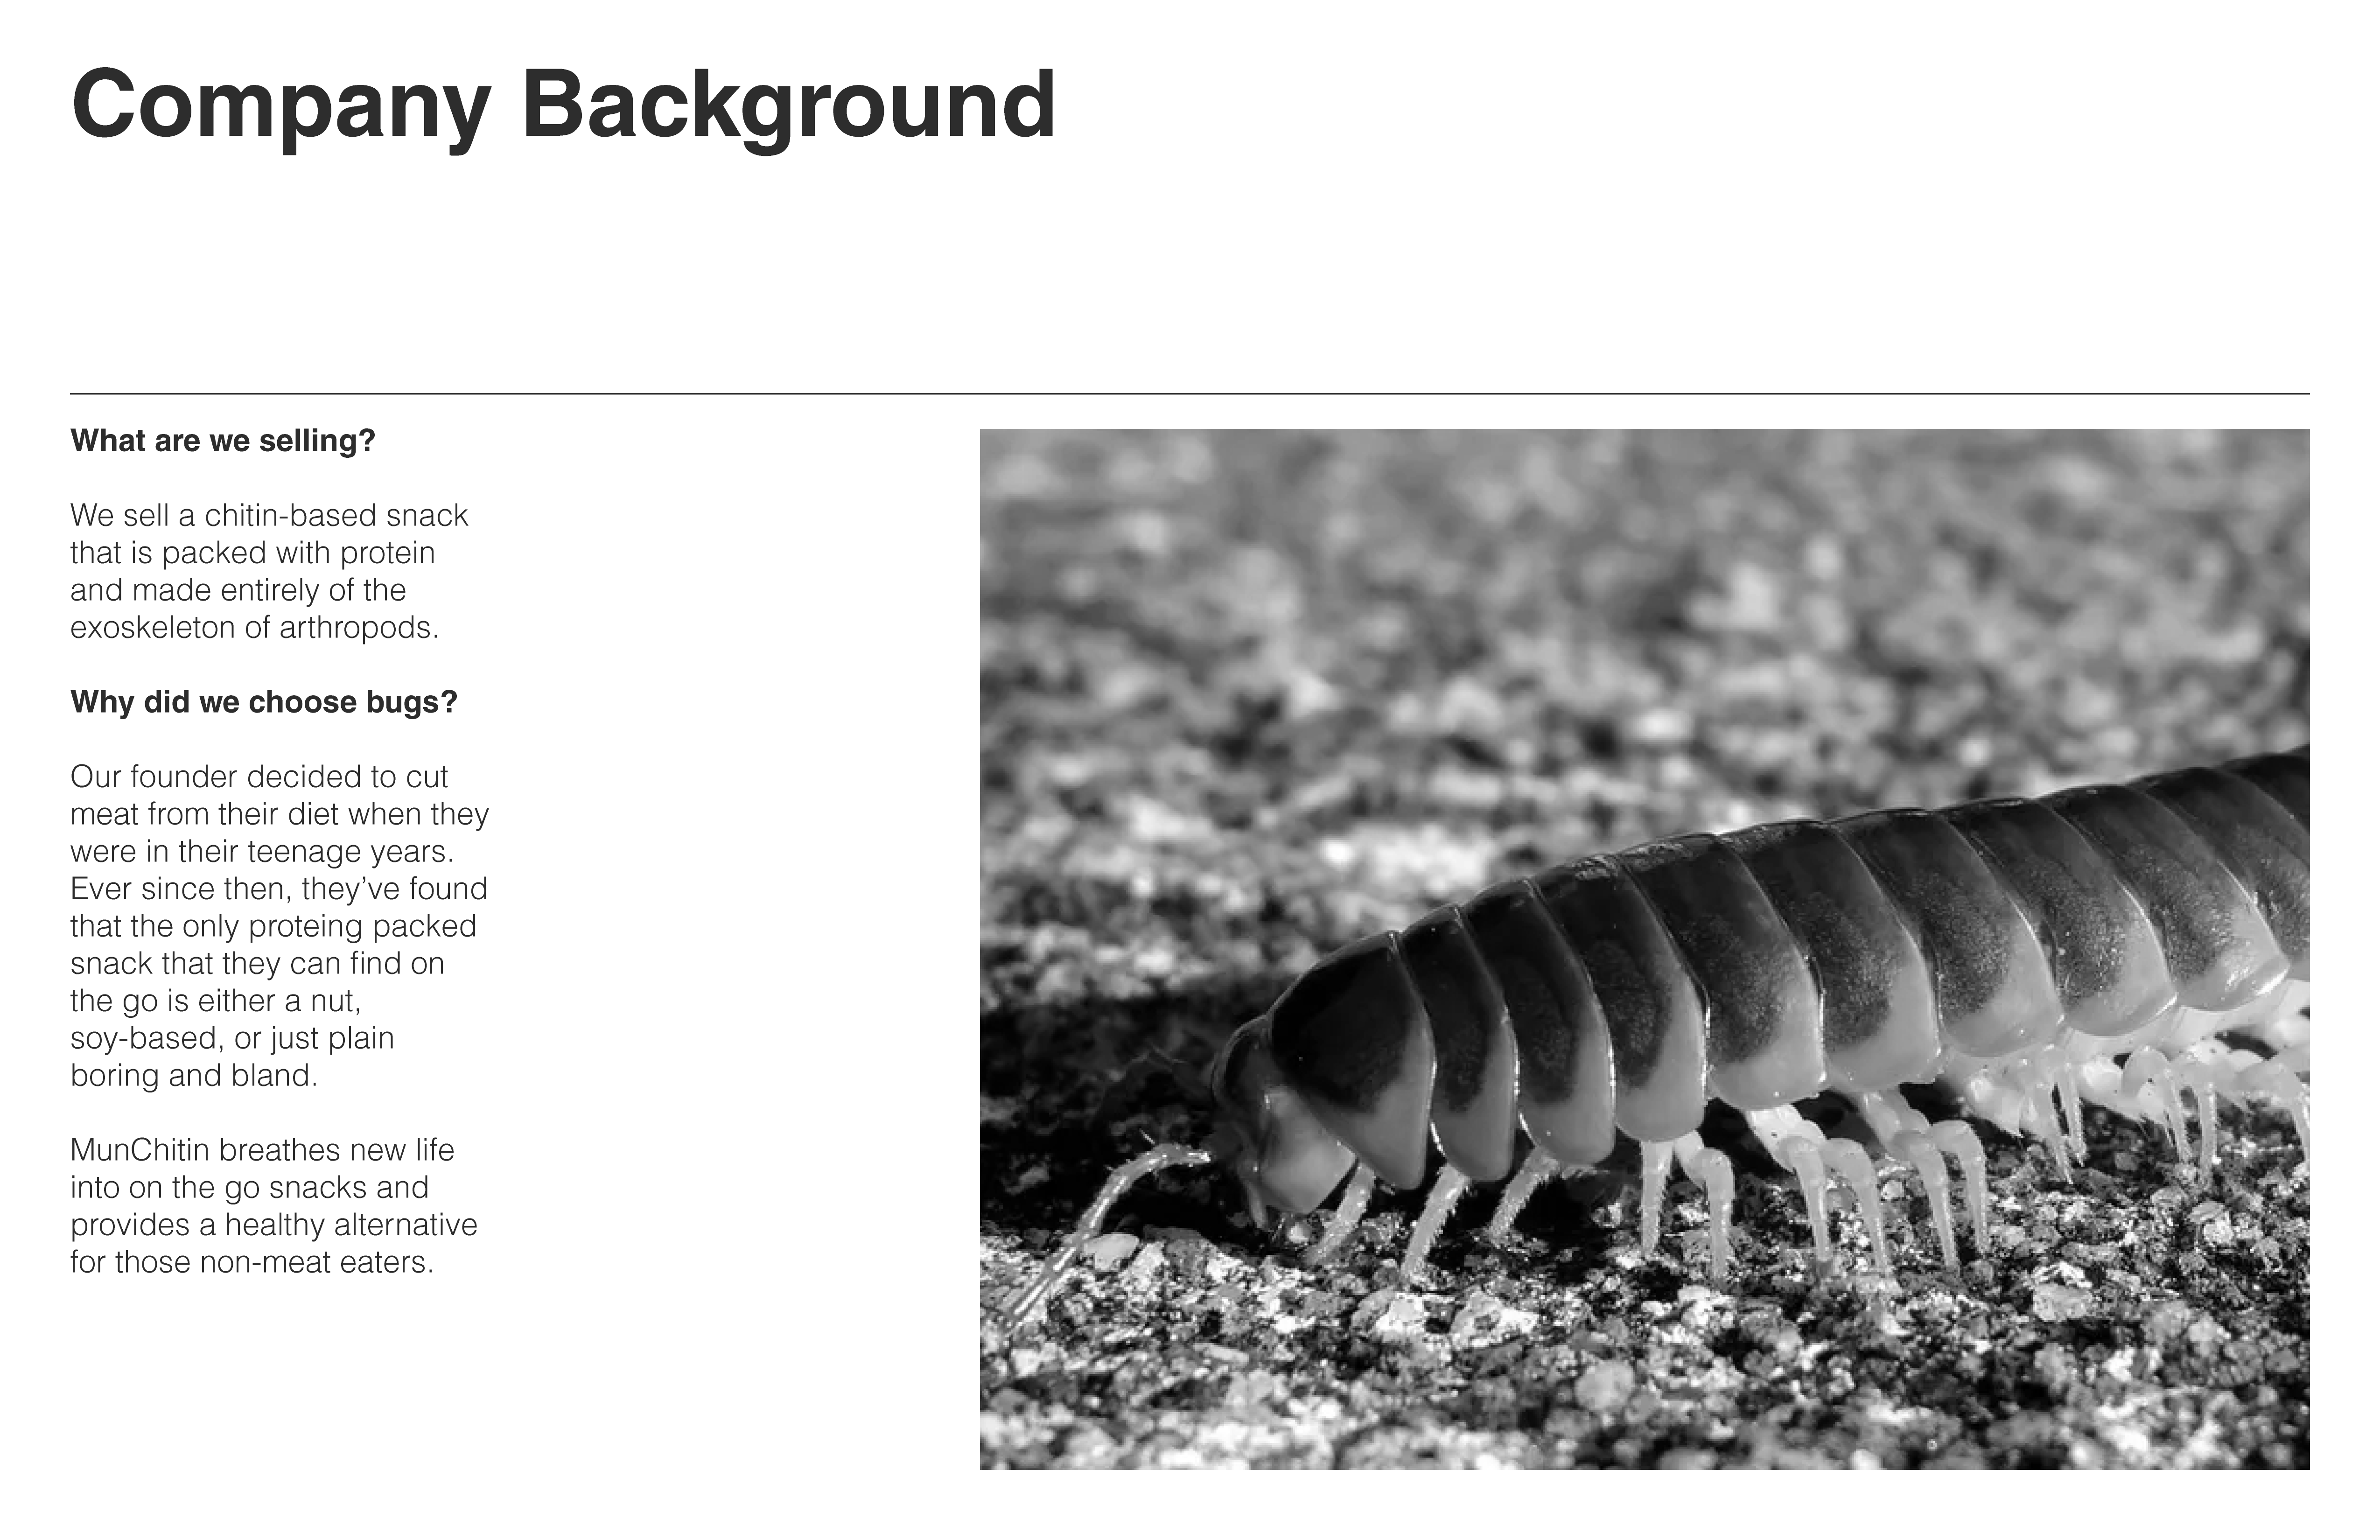 Company Background
What are we selling?
We sell a chitin-based snack
that is packed with protein
and made entirely of the
exoskeleton of arthropods.
Why did we choose bugs?
Our founder decided to cut
meat from their diet when they
were in their teenage years.
Ever since then, they’ve found
that the only proteing packed
snack that they can find on
the go is either a nut,
soy-based, or just plain
boring and bland.
MunChitin breathes new life
into on the go snacks and
provides a healthy alternative
for those non-meat eaters.